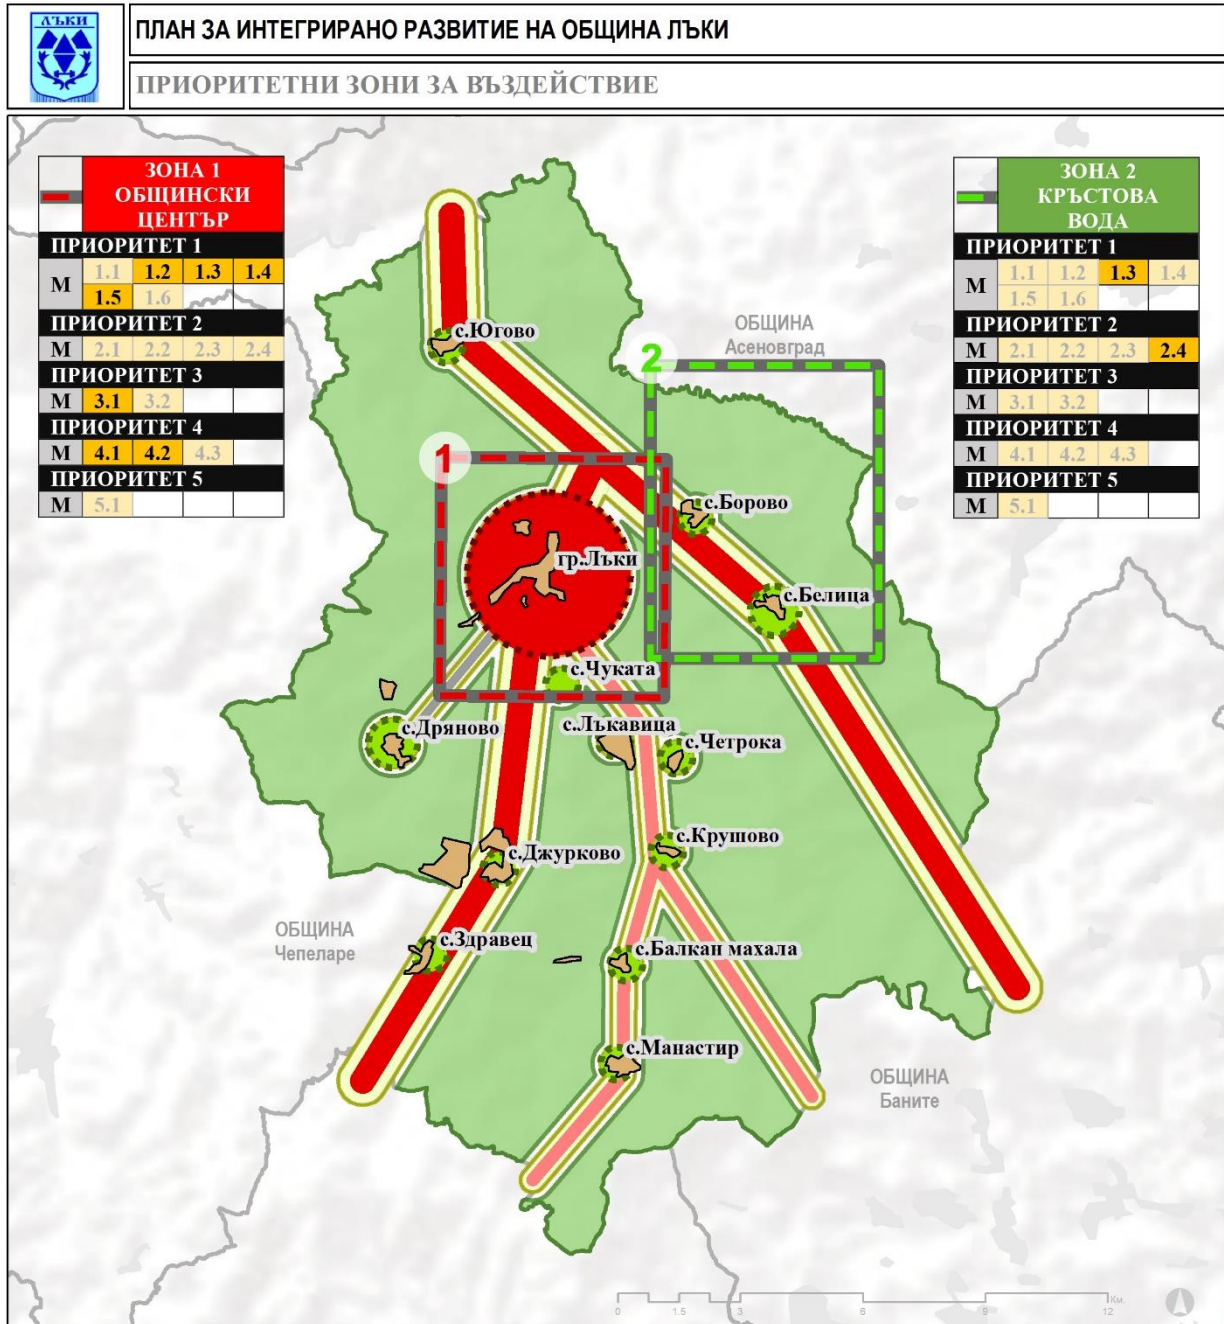 ЛЪКИ
ПЛАН ЗА ИНТЕГРИРАНО РАЗВИТИЕ НА ОБЩИНА ЛЪКИ
ПРИОРИТЕТНИ ЗОНИ ЗА ВЪЗДЕЙСТВИЕ
ЗОНА 1
ОБЩИНСКИ
ЦЕНТЪР
ПРИОРИТЕТ 1
М 1.1 1.2 1.3 1.4
1.5 1.6
ПРИОРИТЕТ 2
М 2.1 2.2 2.3 2.4
ПРИОРИТЕТ 3
М 3.1 3.2
ПРИОРИТЕТ 4
М 4.1 4.2 4.3
ПРИОРИТЕТ 5
М 5.1
ЗОНА 2
КРЪСТОВА
ВОДА
ПРИОРИТЕТ 1
М 1.1 1.2 1.3 1.4
1.5 1.6
ПРИОРИТЕТ 2
М 2.1 2.2 2.3 2.4
ПРИОРИТЕТ 3
М 3.1 3.2
ПРИОРИТЕТ 4
М 4.1 4.2 4.3
ПРИОРИТЕТ 5
М 5.1
с.Югово
ОБЩИНА
Асеновград
2
1
с.Борово
гр.Лъки
с.Белица
с.Чуката
с.Дряново
с.Лъкавица
с.Четрока
с.Крушово
с.Джурково
ОБЩИНА
Чепеларе
с.Здравец
с.Балкан махала
с.Манастир
ОБЩИНА
Баните
Км.
0 1.5 3 6 9 12